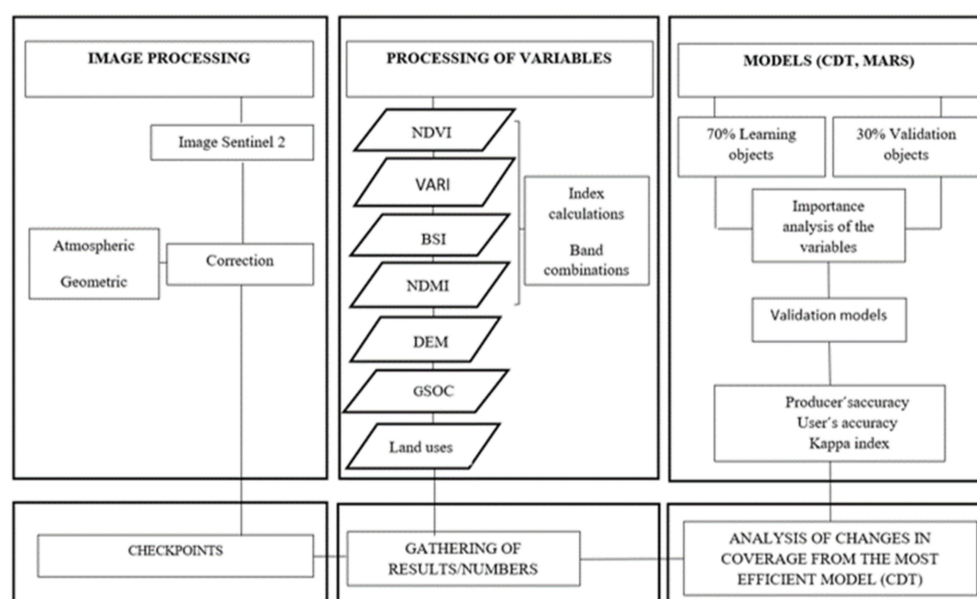 IMAGE PROCESSING
Image Sentinel 2
Atmospheric
Geometric
Correction
PROCESSING OF VARIABLES
NDVI
VARI
BSI
NDMI
DEM
GSOC
Land uses
Index
calculations
Band
combinations
MODELS (CDT, MARS)
70% Learning
objects
30% Validation
objects
Importance
analysis of the
variables
Validation models
Producer´saccuracy
User´s accuracy
Kappa index
CHECKPOINTS
GATHERING OF
RESULTS/NUMBERS
ANALYSIS OF CHANGES IN
COVERAGE FROM THE MOST
EFFICIENT MODEL (CDT)